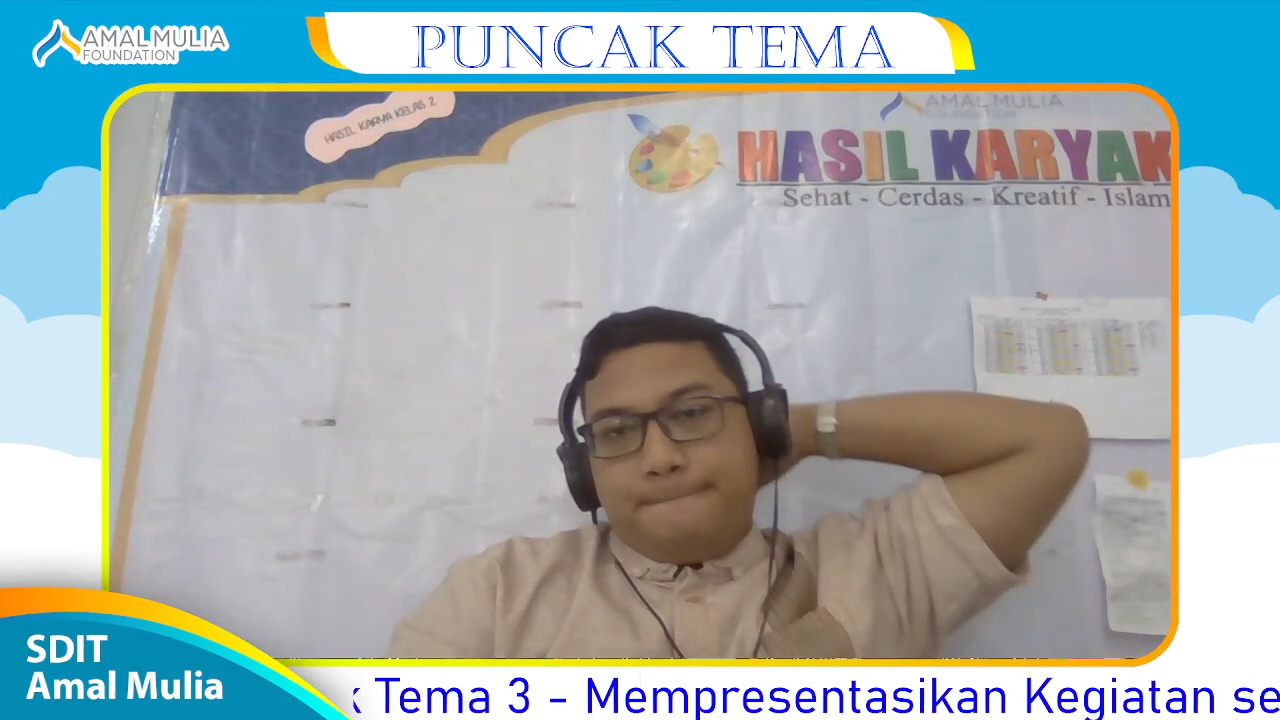 AMAL MULIA
FOUNDATION
PUNCAK TEMA
HASIL KARYA KELAS 2
AMAL MULIA
FOUNDATION
HASIL KARYAK
Sehat - Cerdas - Kreatif - Islam
SDIT
Amal Mulia
k Tema 3 - Mempresentasikan Kegiatan se